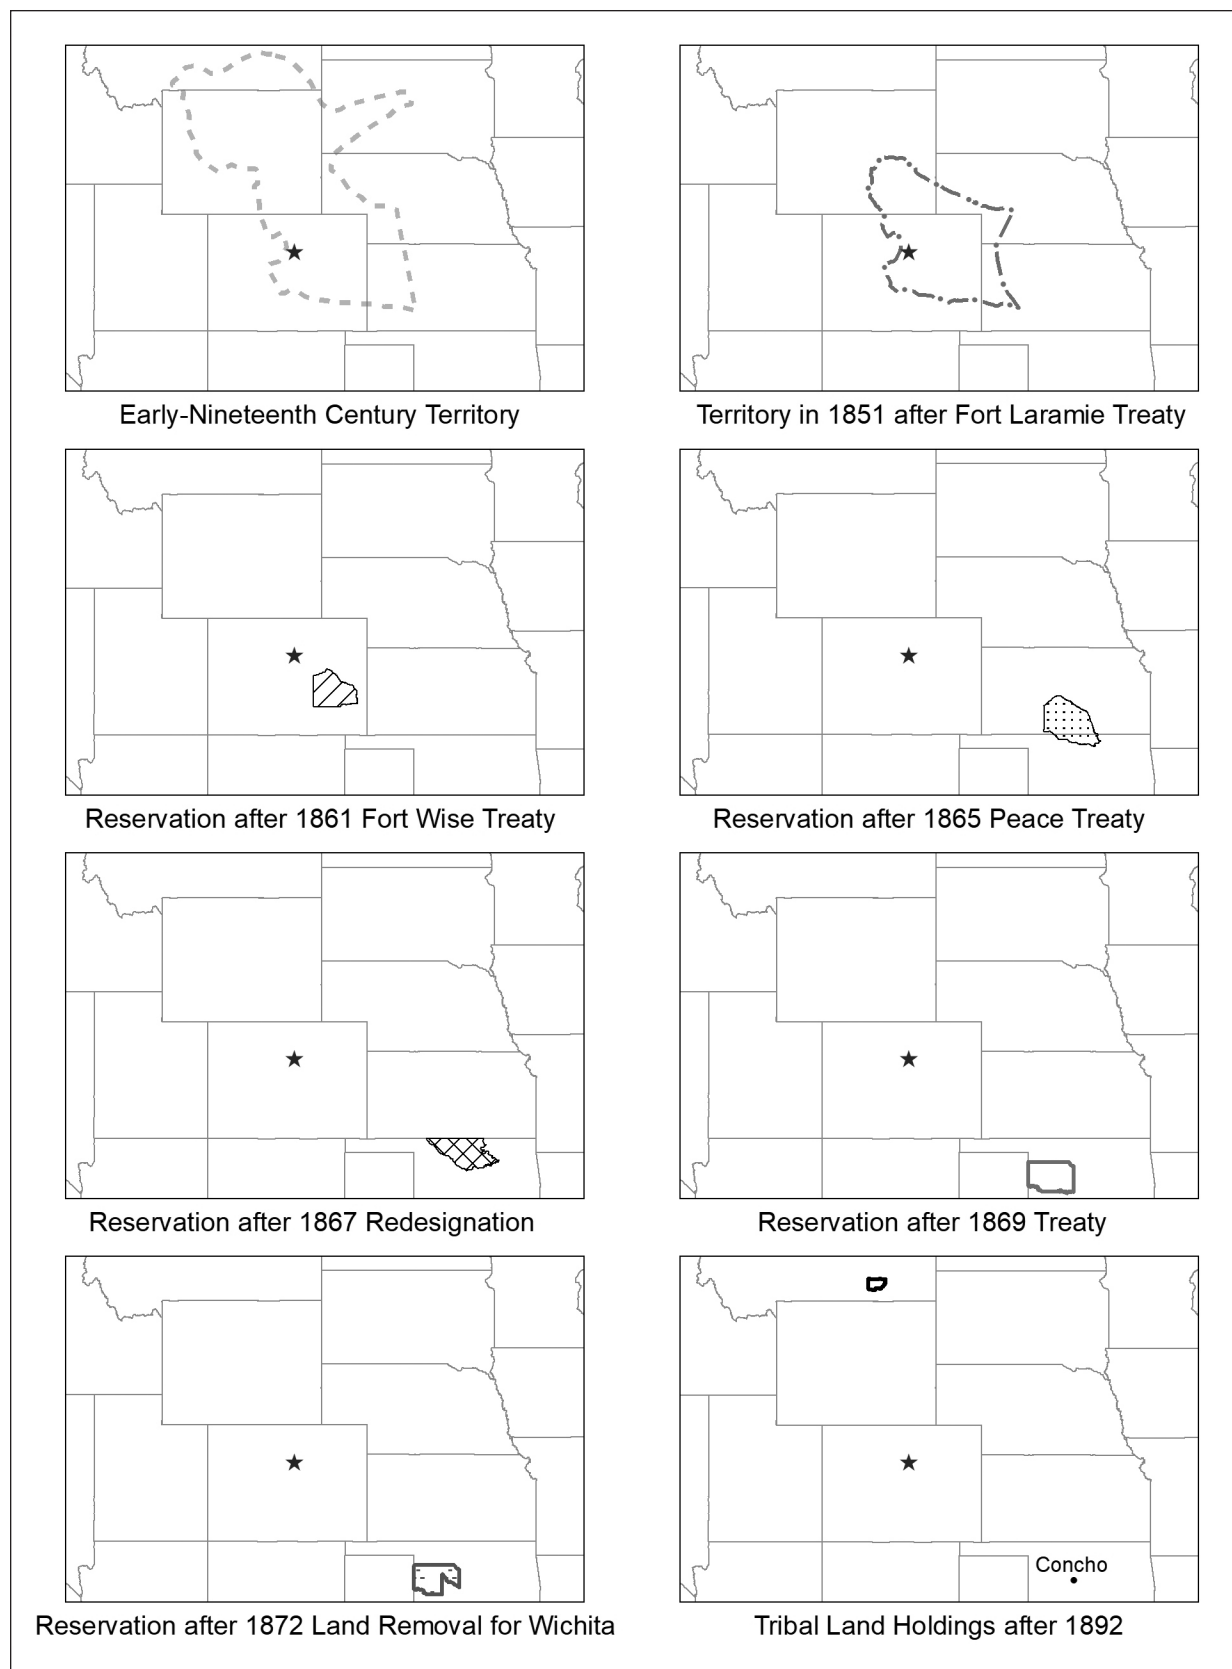 Early-Nineteenth Century Territory
Territory in 1851 after Fort Laramie Treaty
Reservation after 1861 Fort Wise Treaty
Reservation after 1865 Peace Treaty
Reservation after 1867 Redesignation
Reservation after 1869 Treaty
Concho
Reservation after 1872 Land Removal for Wichita
Tribal Land Holdings after 1892